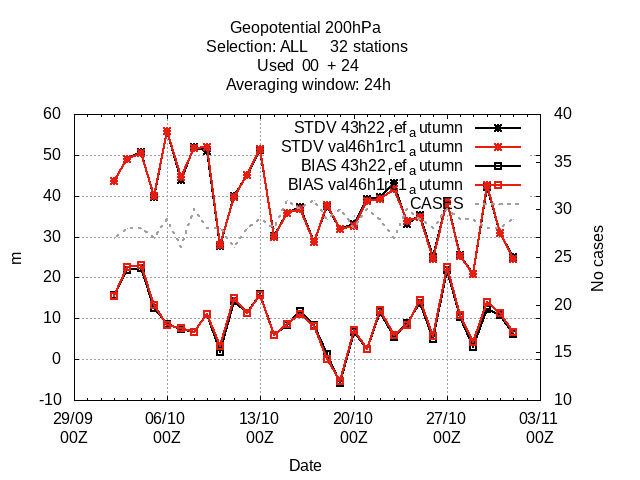 Geopotential 200hPa
Selection: ALL 32 stations
Used 00 + 24
Averaging window: 24h
STDV 43h22_ref_autumn
STDV val46h1rc1_autumn
BIAS 43h22_ref_autumn
BIAS val46h1rc1_autumn
CASES
60
50
40
30
20
10
0
-10
m
40
35
30
25
20
15
10
No cases
29/09 06/10 13/10 20/10 27/10 03/11
00Z 00Z 00Z 00Z 00Z 00Z
Date